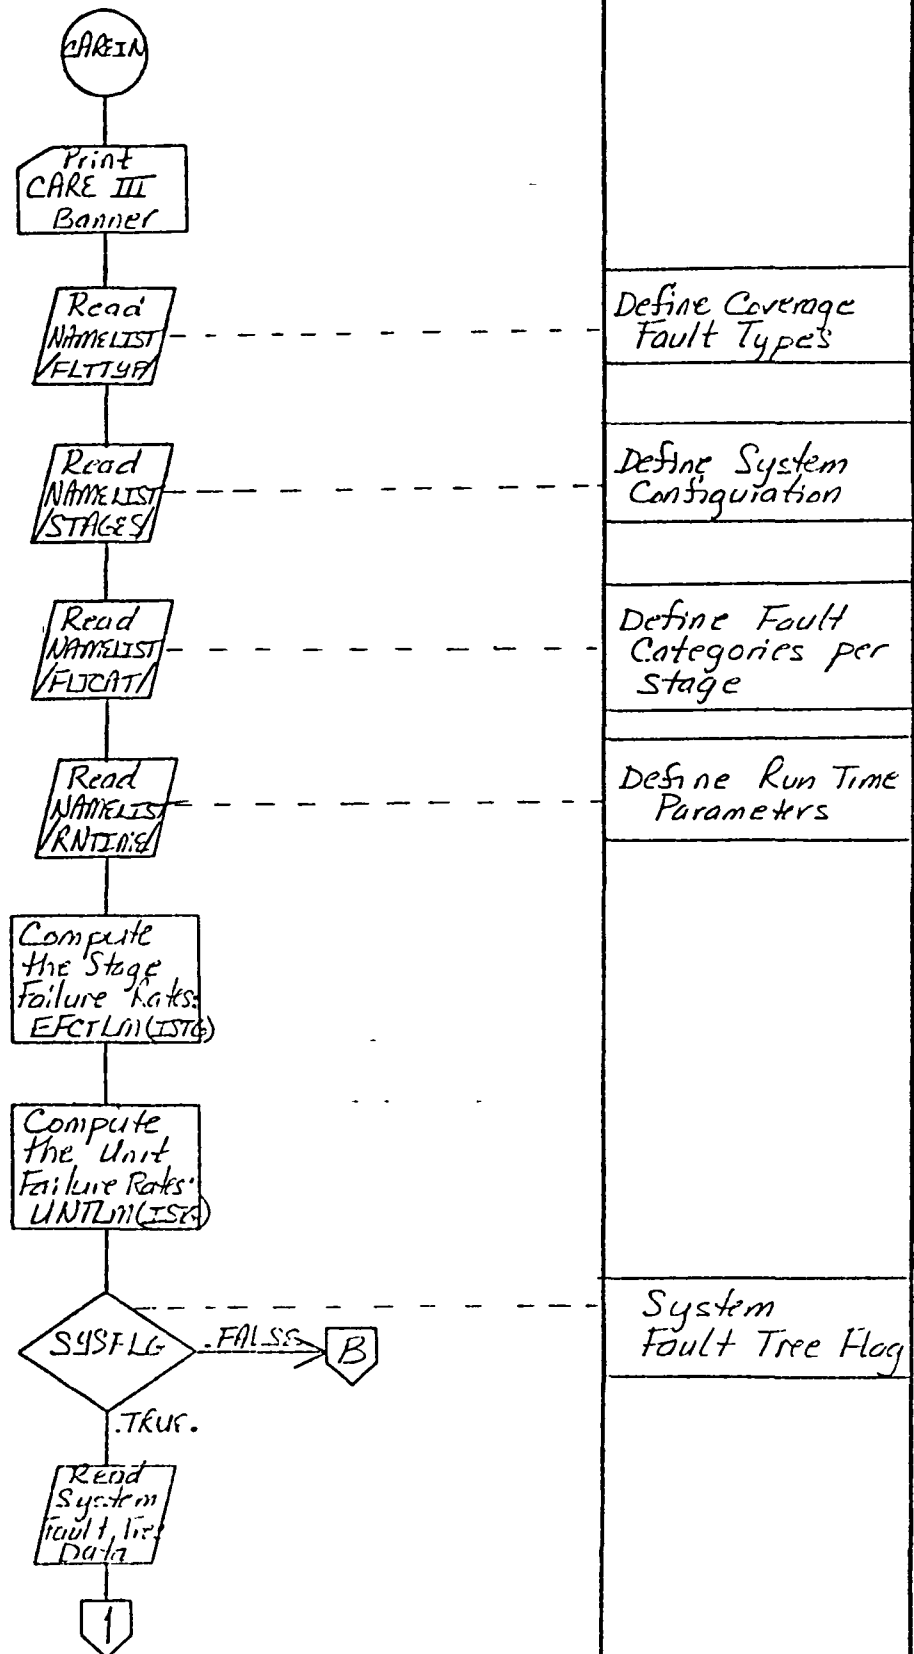 CAREIN
Print
CARE III
Banner
Read
NAMELIST
/FLTTYP/
Define Coverage
Fault Types
Read
NAMELIST
/STAGES/
Define System
Configuration
Read
NAMELIST
/FLTCAT/
Define Fault
Categories per
Stage
Read
NAMELIST
/RNTIME/
Define Run Time
Parameters
Compute
the Stage
Failure Rates:
EFCTLM(ISTG)
Compute
the Unit
Failure Rates:
UNTLM(ISTG)
SYSFLG
.FALSE.
B
System
Fault Tree Flag
.TRUE.
Read
System
Fault Tree
Data
1